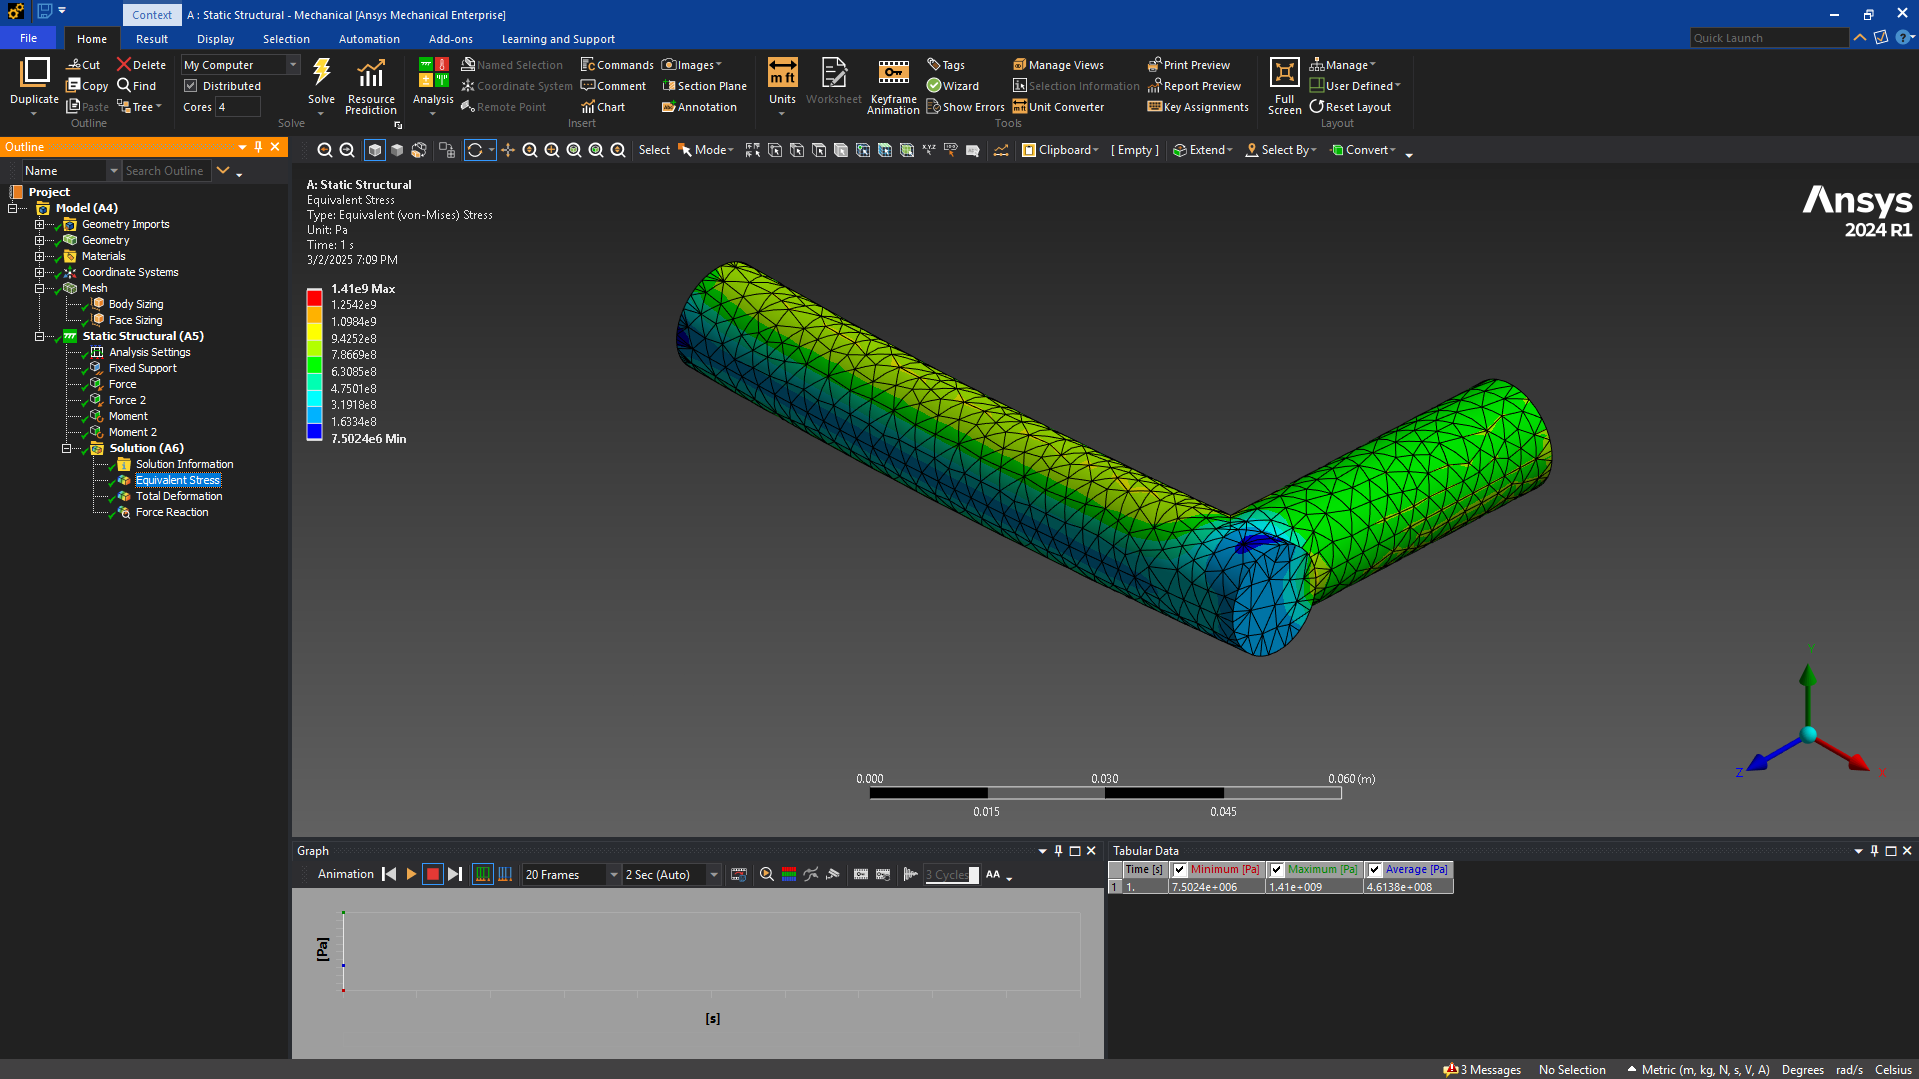 Context
A : Static Structural - Mechanical [Ansys Mechanical Enterprise]
File
Home
Result
Display
Selection
Automation
Add-ons
Learning and Support
Quick Launch
Duplicate
Cut
Copy
Paste
Delete
Find
Tree
Outline
My Computer
Distributed
Cores 4
Solve
Resource
Prediction
Solve
Analysis
Named Selection
Coordinate System
Remote Point
Commands
Comment
Chart
Images
Section Plane
Annotation
Insert
Units
Worksheet
Keyframe
Animation
Tags
Wizard
Show Errors
Manage Views
Selection Information
Unit Converter
Print Preview
Report Preview
Key Assignments
Tools
Full
Screen
Manage
User Defined
Reset Layout
Layout
Outline
Name
Search Outline
Select
Mode
Clipboard
[ Empty ]
Extend
Select By
Convert
Project
Model (A4)
Geometry Imports
Geometry
Materials
Coordinate Systems
Mesh
Body Sizing
Face Sizing
Static Structural (A5)
Analysis Settings
Fixed Support
Force
Force 2
Moment
Moment 2
Solution (A6)
Solution Information
Equivalent Stress
Total Deformation
Force Reaction
A: Static Structural
Equivalent Stress
Type: Equivalent (von-Mises) Stress
Unit: Pa
Time: 1 s
3/2/2025 7:09 PM
1.41e9 Max
1.2542e9
1.0984e9
9.4252e8
7.8669e8
6.3085e8
4.7501e8
3.1918e8
1.6334e8
7.5024e6 Min
Ansys
2024 R1
Y
Z
X
0.000
0.030
0.060 (m)
0.015
0.045
Graph
Animation
20 Frames
2 Sec (Auto)
3 Cycles
AA
[Pa]
[s]
Tabular Data
Time [s] Minimum [Pa] Maximum [Pa] Average [Pa]
1 1. 7.5024e+006 1.41e+009 4.6138e+008
3 Messages
No Selection
Metric (m, kg, N, s, V, A)
Degrees
rad/s
Celsius